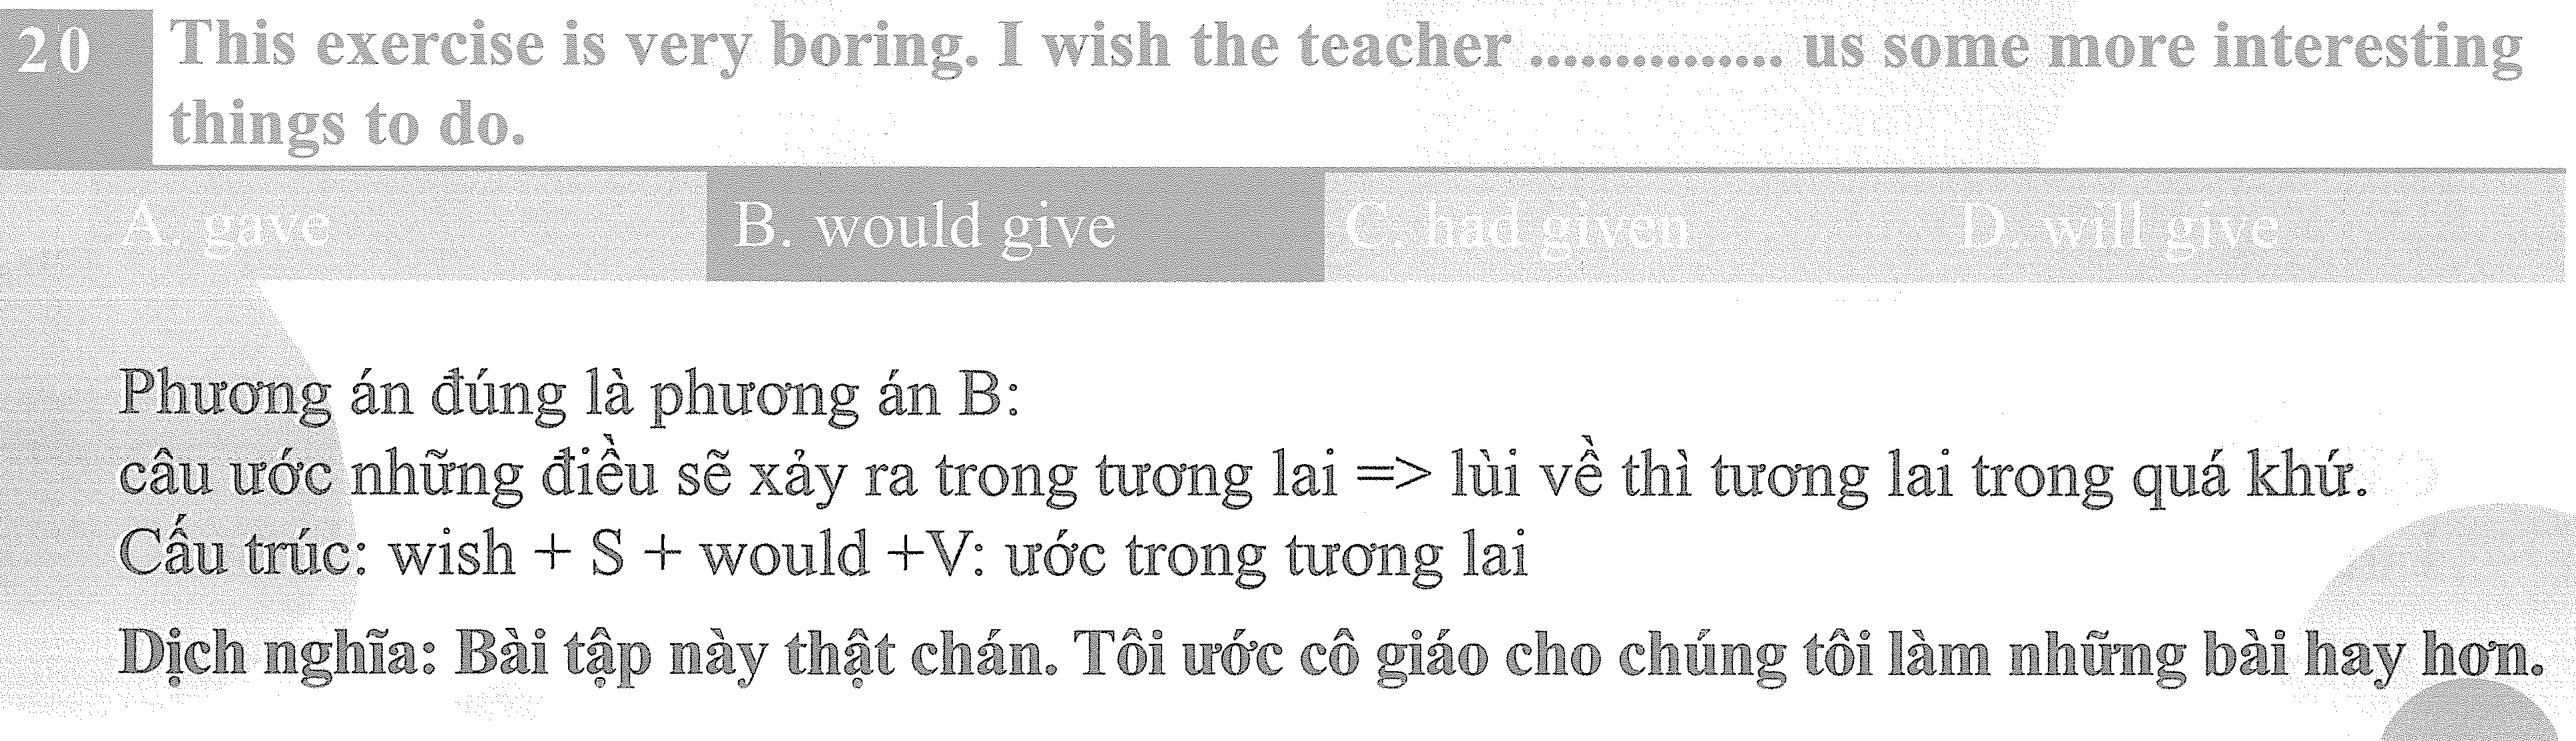 20 This exercise is very boring. I wish the teacher ............... us some more interesting
things to do.
A. gave B. would give C. had given D. will give
Phương án đúng là phương án B:
câu ước những điều sẽ xảy ra trong tương lai => lùi về thì tương lai trong quá khứ.
Cấu trúc: wish + S + would +V: ước trong tương lai
Dịch nghĩa: Bài tập này thật chán. Tôi ước cô giáo cho chúng tôi làm những bài hay hơn.